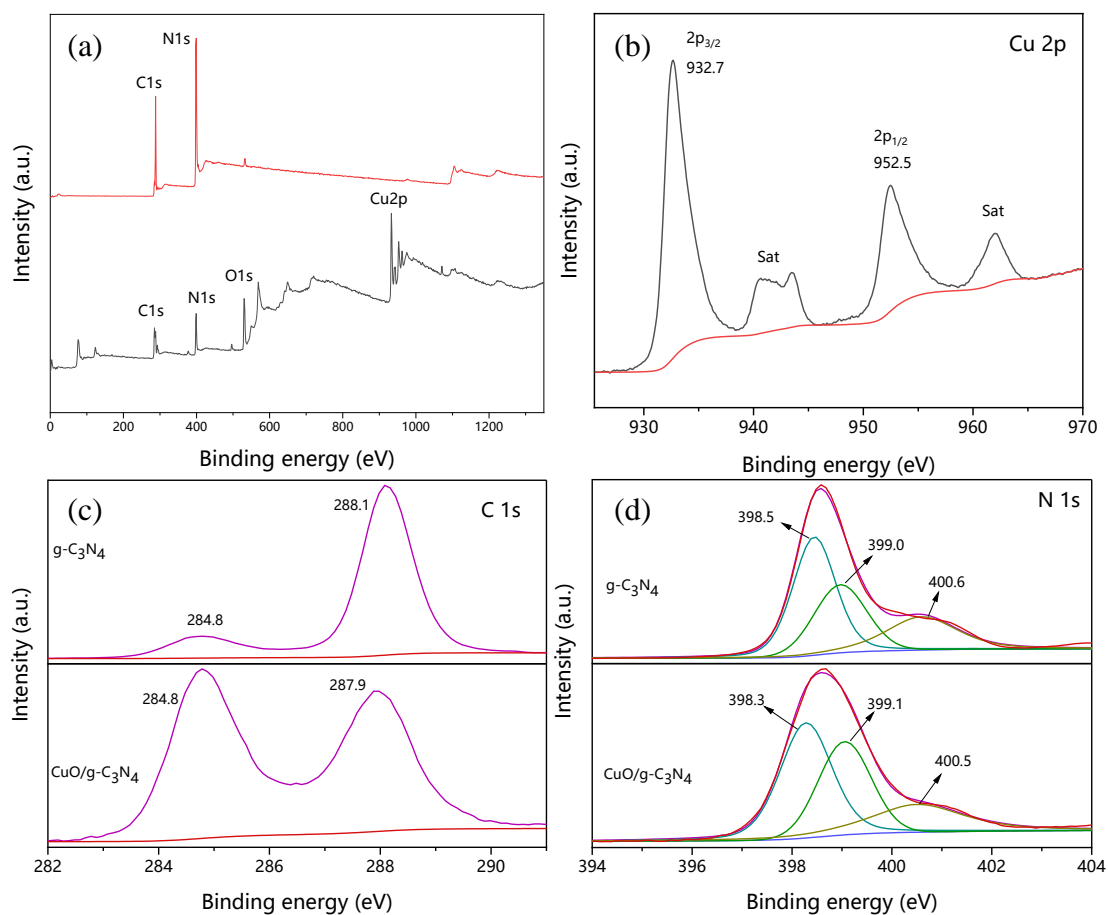 (a)
N1s
C1s
Cu2p
O1s
N1s
C1s
Intensity (a.u.)
0 200 400 600 800 1000 1200
Binding energy (eV)
(b)
Cu 2p
2p3/2
932.7
2p1/2
952.5
Sat
Sat
Intensity (a.u.)
930 940 950 960 970
Binding energy (eV)
(c)
C 1s
288.1
g-C3N4
284.8
284.8
287.9
CuO/g-C3N4
Intensity (a.u.)
282 284 286 288 290
Binding energy (eV)
(d)
N 1s
398.5
399.0
g-C3N4
400.6
398.3
399.1
CuO/g-C3N4
400.5
Intensity (a.u.)
394 396 398 400 402 404
Binding energy (eV)